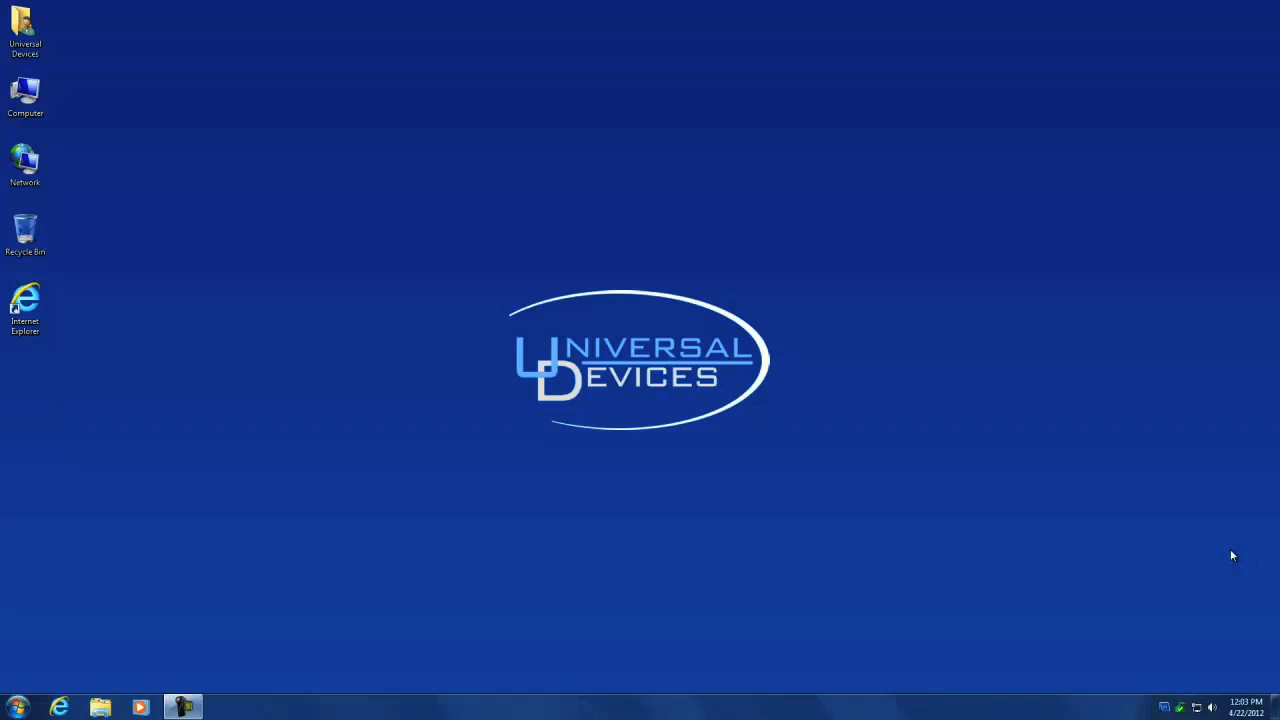 Universal
Devices
Computer
Network
Recycle Bin
Internet
Explorer
UNIVERSAL
DEVICES
12:03 PM
4/22/2012